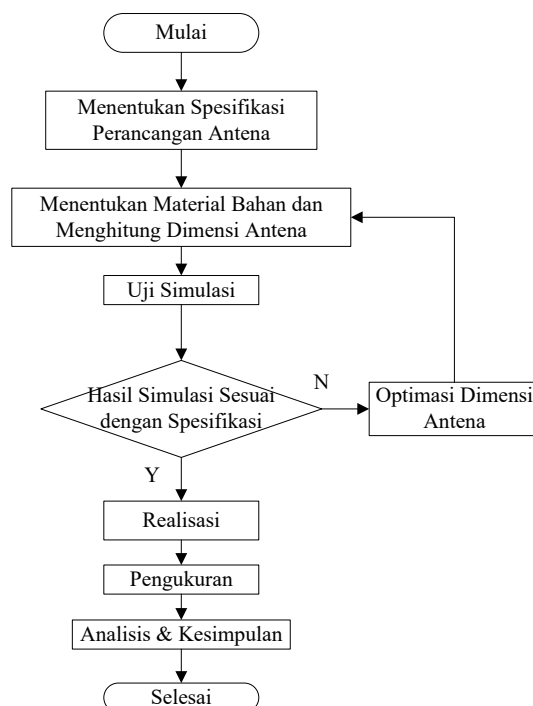 Mulai
Menentukan Spesifikasi
Perancangan Antena
Menentukan Material Bahan dan
Menghitung Dimensi Antena
Uji Simulasi
Hasil Simulasi Sesuai
dengan Spesifikasi
N
Optimasi Dimensi
Antena
Y
Realisasi
Pengukuran
Analisis & Kesimpulan
Selesai